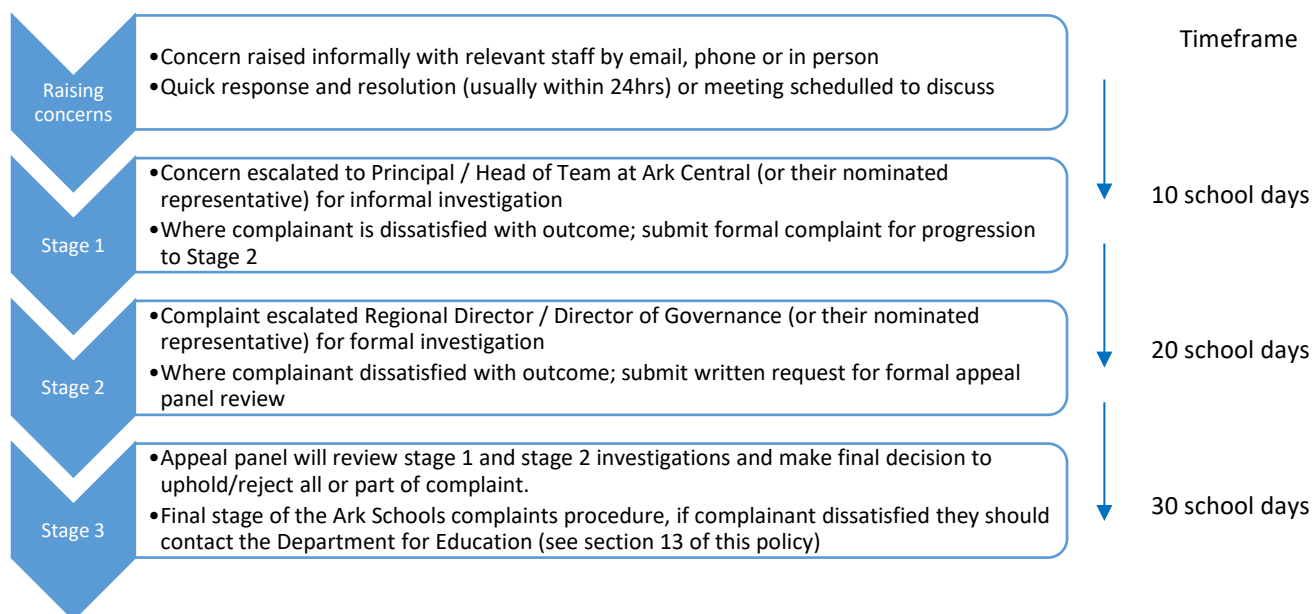 Timeframe
Raising
concerns
•Concern raised informally with relevant staff by email, phone or in person
•Quick response and resolution (usually within 24hrs) or meeting schedulled to discuss
Stage 1
•Concern escalated to Principal / Head of Team at Ark Central (or their nominated
representative) for informal investigation
•Where complainant is dissatisfied with outcome; submit formal complaint for progression
to Stage 2
10 school days
Stage 2
•Complaint escalated Regional Director / Director of Governance (or their nominated
representative) for formal investigation
•Where complainant dissatisfied with outcome; submit written request for formal appeal
panel review
20 school days
Stage 3
•Appeal panel will review stage 1 and stage 2 investigations and make final decision to
uphold/reject all or part of complaint.
•Final stage of the Ark Schools complaints procedure, if complainant dissatisfied they should
contact the Department for Education (see section 13 of this policy)
30 school days